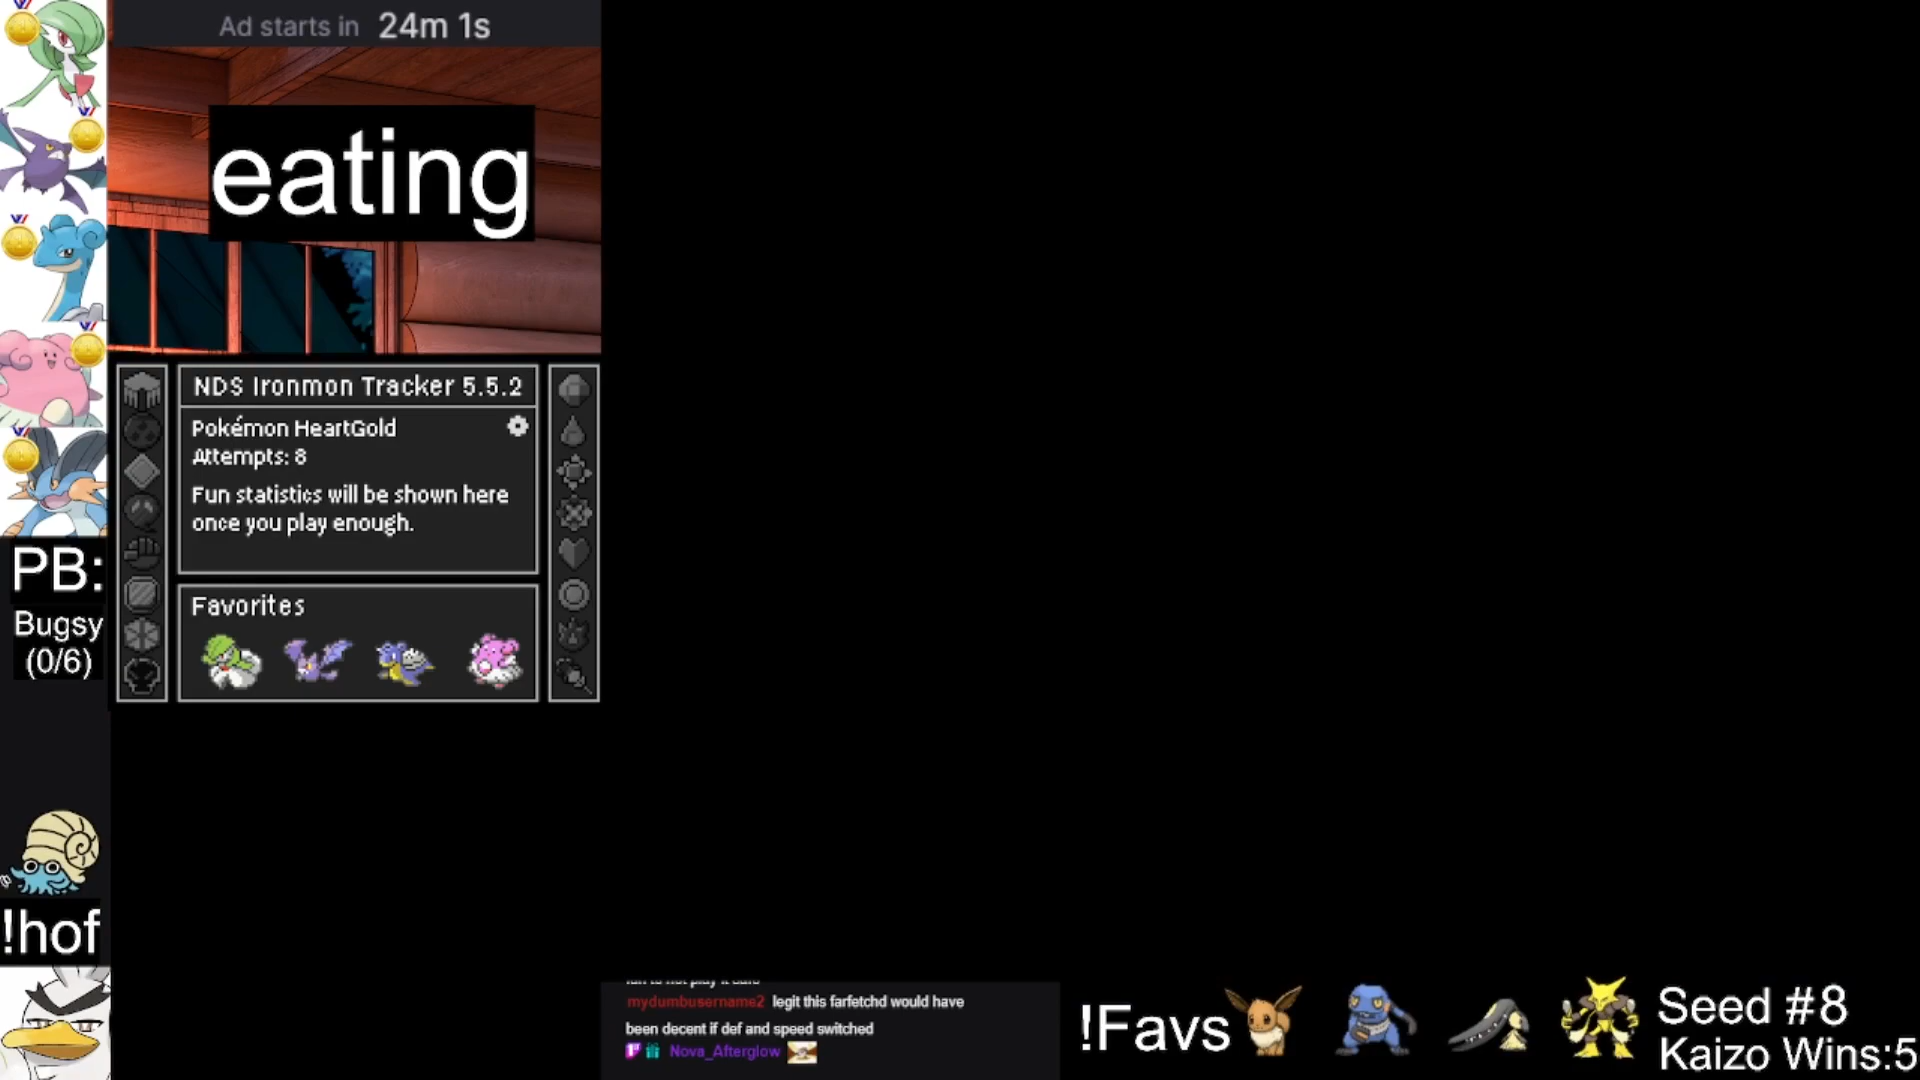 Ad starts in 24m 1s
eating
NDS Ironmon Tracker 5.5.2
Pokémon HeartGold
Attempts: 8
Fun statistics will be shown here
once you play enough.
Favorites
PB:
Bugsy
(0/6)
!hof
mydumbusername2 legit this farfetchd would have
been decent if def and speed switched
Nova_Afterglow
!Favs
Seed #8
Kaizo Wins:5